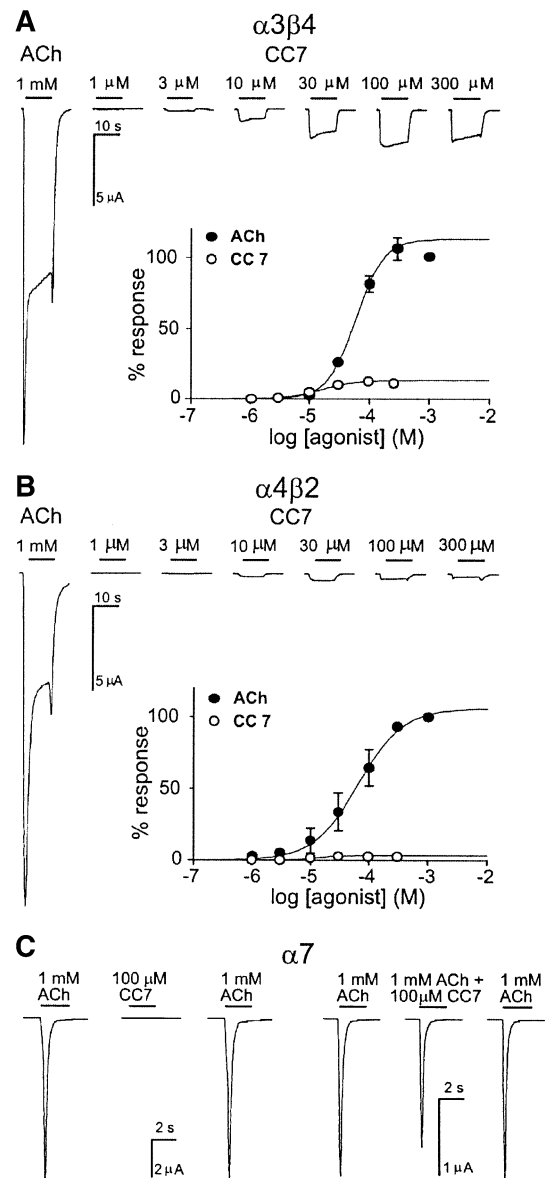 A
α3β4
ACh CC7
1 mM 1 μM 3 μM 10 μM 30 μM 100 μM 300 μM
10 s
5 μA
ACh
CC 7
% response
100
50
0
-7 -6 -5 -4 -3 -2
log [agonist] (M)
B
α4β2
ACh CC7
1 mM 1 μM 3 μM 10 μM 30 μM 100 μM 300 μM
10 s
5 μA
ACh
CC 7
% response
100
50
0
-7 -6 -5 -4 -3 -2
log [agonist] (M)
C
α7
1 mM 100 μM 1 mM 1 mM 1 mM ACh + 1 mM
ACh CC7 ACh ACh 100μM CC7 ACh
2 s
2 μA
2 s
1 μA